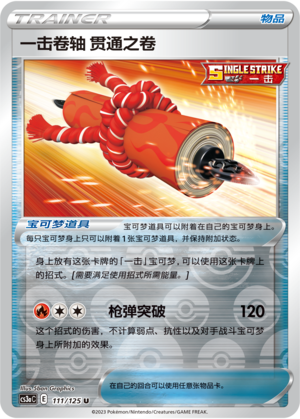 TRAINER
物品
一击卷轴 贯通之卷
SINGLE STRIKE
一击
宝可梦道具
宝可梦道具可以附着在自己的宝可梦身上。
每只宝可梦身上只可以附着1张宝可梦道具,并保持附加状态。
身上放有这张卡牌的「一击」宝可梦,可以使用这张卡牌上
的招式。[需要满足使用招式所需能量。]
枪弹突破 120
这个招式的伤害,不计算弱点、抗性以及对手战斗宝可梦
身上所附加的效果。
Graphics
在自己的回合可以使用任意张物品卡。
CS3aC E 111/125 U
©2023 Pokémon/Nintendo/Creatures/GAME FREAK.